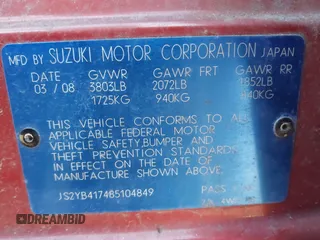 MFD BY SUZUKI MOTOR CORPORATION JAPAN
DATE GVWR GAWR FRT GAWR RR
03 / 08 3803LB 2072LB 1852LB
1725KG 940KG 840KG
THIS VEHICLE CONFORMS TO ALL
APPLICABLE FEDERAL MOTOR
VEHICLE SAFETY, BUMPER AND
THEFT PREVENTION STANDARDS
IN EFFECT ON THE DATE OF
MANUFACTURE SHOWN ABOVE.
JS2YB417485104849 PASS
DREAMBID